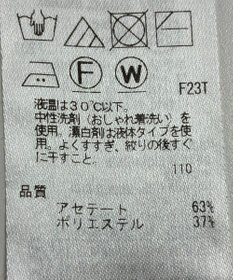 F
W
F23T
液温は30℃以下。
中性洗剤（おしゃれ着洗い）を
使用。漂白剤は液体タイプを使
用。よくすすぎ、絞りの後すぐ
に干すこと。
110
品質
アセテート 63%
ポリエステル 37%